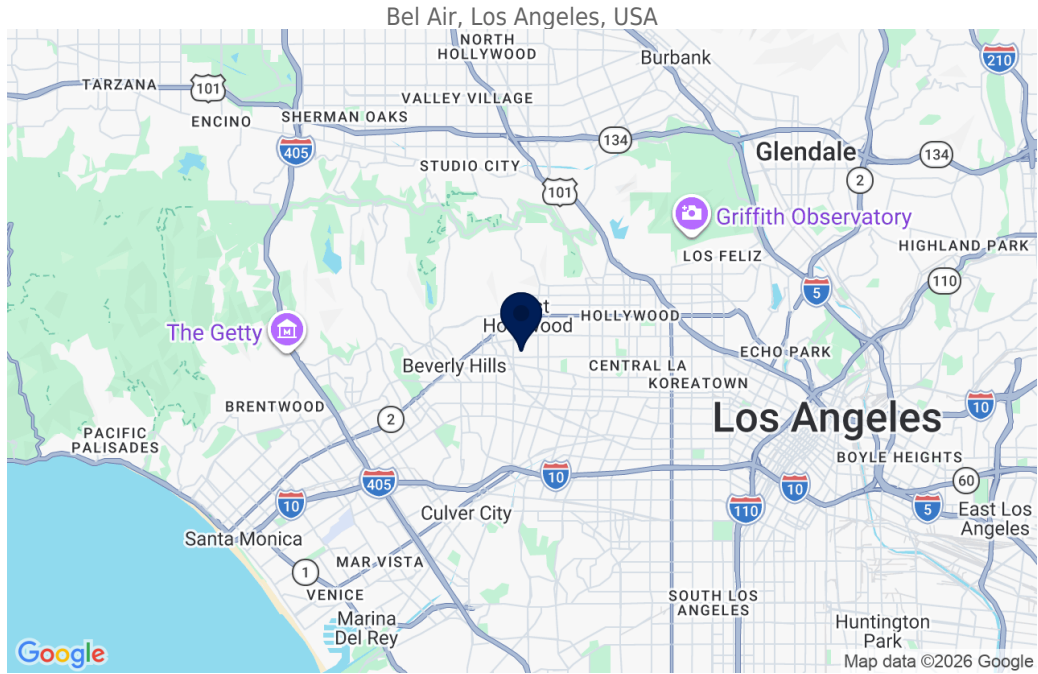 Bel Air, Los Angeles, USA
NORTH
HOLLYWOOD
Burbank
210
TARZANA
101
VALLEY VILLAGE
ENCINO
SHERMAN OAKS
134
405
STUDIO CITY
Glendale
134
2
101
Griffith Observatory
LOS FELIZ
HIGHLAND PARK
110
5
The Getty
HOLLYWOOD
Beverly Hills
CENTRAL LA
ECHO PARK
KOREATOWN
BRENTWOOD
2
Los Angeles
10
PACIFIC
PALISADES
BOYLE HEIGHTS
405
10
10
60
10
110
5
Culver City
East Los
Angeles
Santa Monica
MAR VISTA
1
VENICE
SOUTH LOS
ANGELES
Marina
Del Rey
Huntington
Park
Google
Map data ©2026 Google